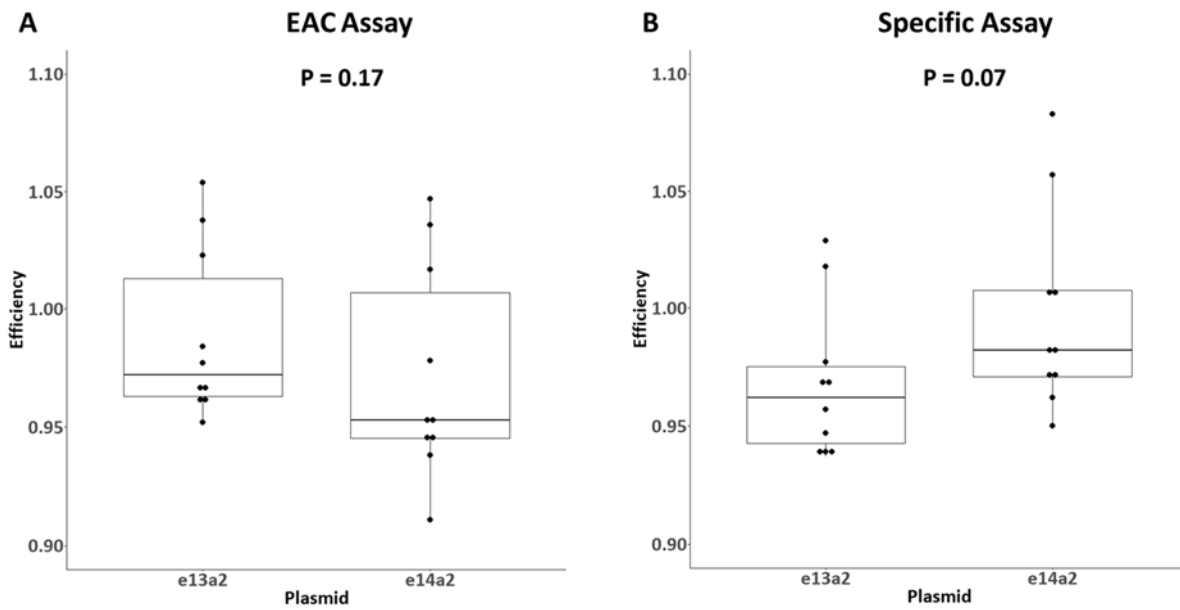 A EAC Assay
P = 0.17
1.10
1.05
1.00
0.95
0.90
Efficiency
e13a2 e14a2
Plasmid
B Specific Assay
P = 0.07
1.10
1.05
1.00
0.95
0.90
Efficiency
e13a2 e14a2
Plasmid